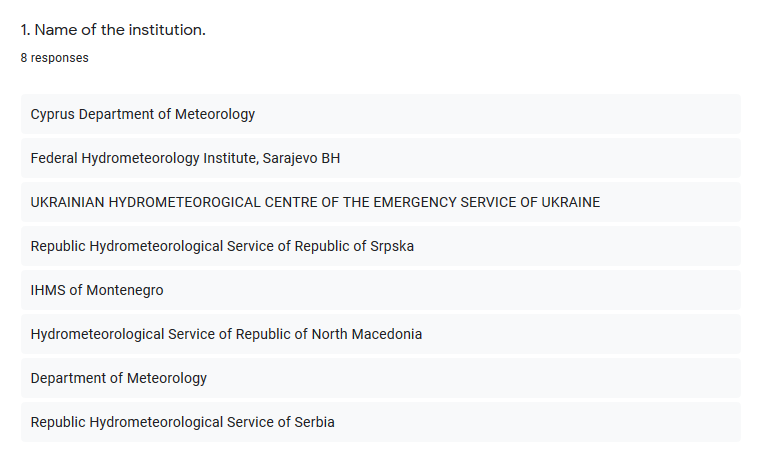 1. Name of the institution.
8 responses
Cyprus Department of Meteorology
Federal Hydrometeorology Institute, Sarajevo BH
UKRAINIAN HYDROMETEOROGICAL CENTRE OF THE EMERGENCY SERVICE OF UKRAINE
Republic Hydrometeorological Service of Republic of Srpska
IHMS of Montenegro
Hydrometeorological Service of Republic of North Macedonia
Department of Meteorology
Republic Hydrometeorological Service of Serbia